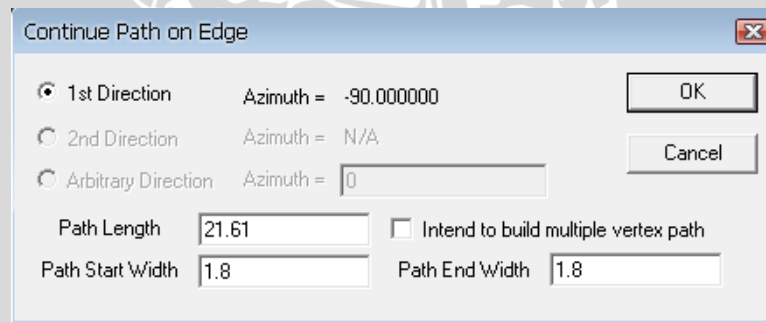 Continue Path on Edge
1st Direction Azimuth = -90.000000 OK
2nd Direction Azimuth = N/A
Cancel
Arbitrary Direction Azimuth = 0
Path Length 21.61 Intend to build multiple vertex path
Path Start Width 1.8 Path End Width 1.8